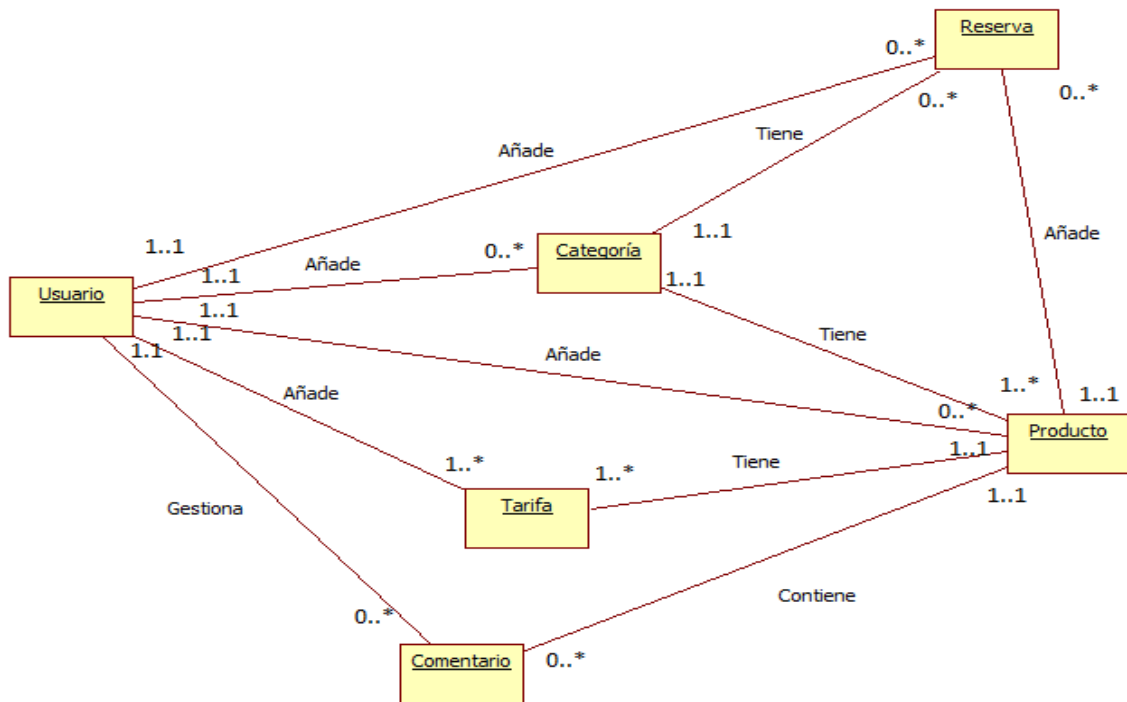 Reserva
0..*
0..*
0..*
Tiene
Añade
1..1
1..1
Añade
0..*
Categoría
Añade
1..1
1..1
Usuario
1..1
1..1
1.1
Tiene
Añade
Añade
1..*
1..1
0..*
Producto
1..1
Tiene
1..*
1..*
1..1
Tarifa
Gestiona
Contiene
0..*
Comentario
0..*